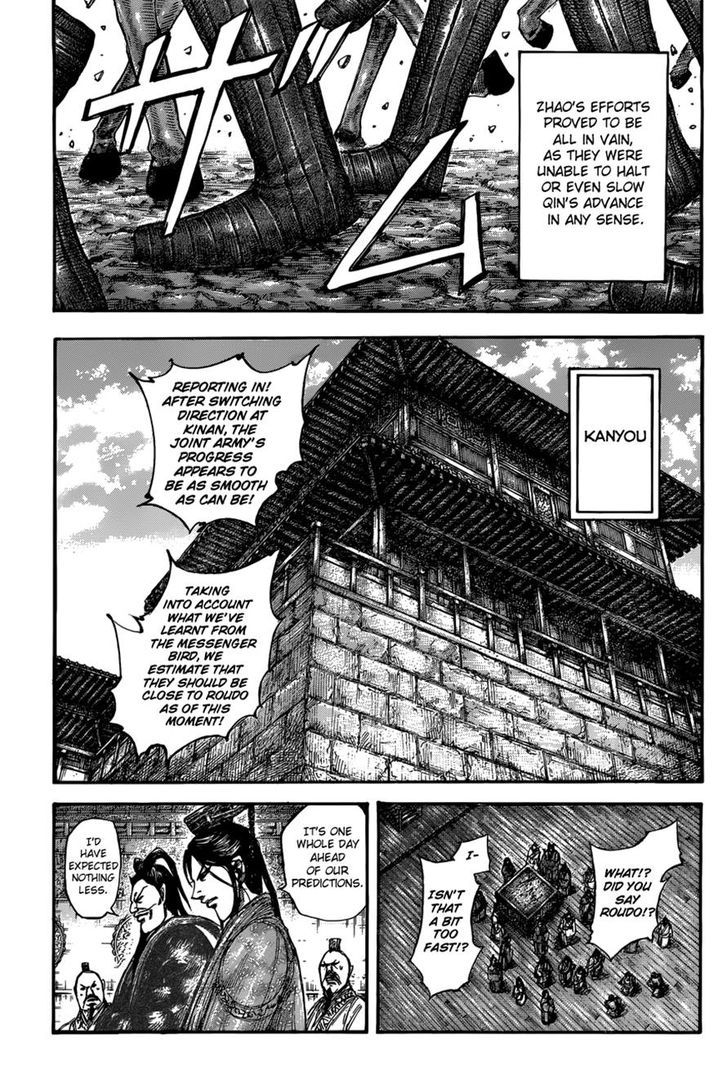 ザッ
ザム
ZHAO'S EFFORTS
PROVED TO BE
ALL IN VAIN,
AS THEY WERE
UNABLE TO HALT
OR EVEN SLOW
QIN'S ADVANCE
IN ANY SENSE.
KANYOU
REPORTING IN!
AFTER SWITCHING
DIRECTION AT
KINAN, THE
JOINT ARMY'S
PROGRESS
APPEARS TO
BE AS SMOOTH
AS CAN BE!
TAKING
INTO ACCOUNT
WHAT WE'VE
LEARNT FROM
THE MESSENGER
BIRD, WE
ESTIMATE THAT
THEY SHOULD BE
CLOSE TO ROUDO
AS OF THIS
MOMENT!
WHAT!?
DID YOU
SAY
ROUDO!?
I-
ISN'T
THAT
A BIT
TOO
FAST!?
IT'S ONE
WHOLE DAY
AHEAD
OF OUR
PREDICTIONS.
I'D
HAVE
EXPECTED
NOTHING
LESS.